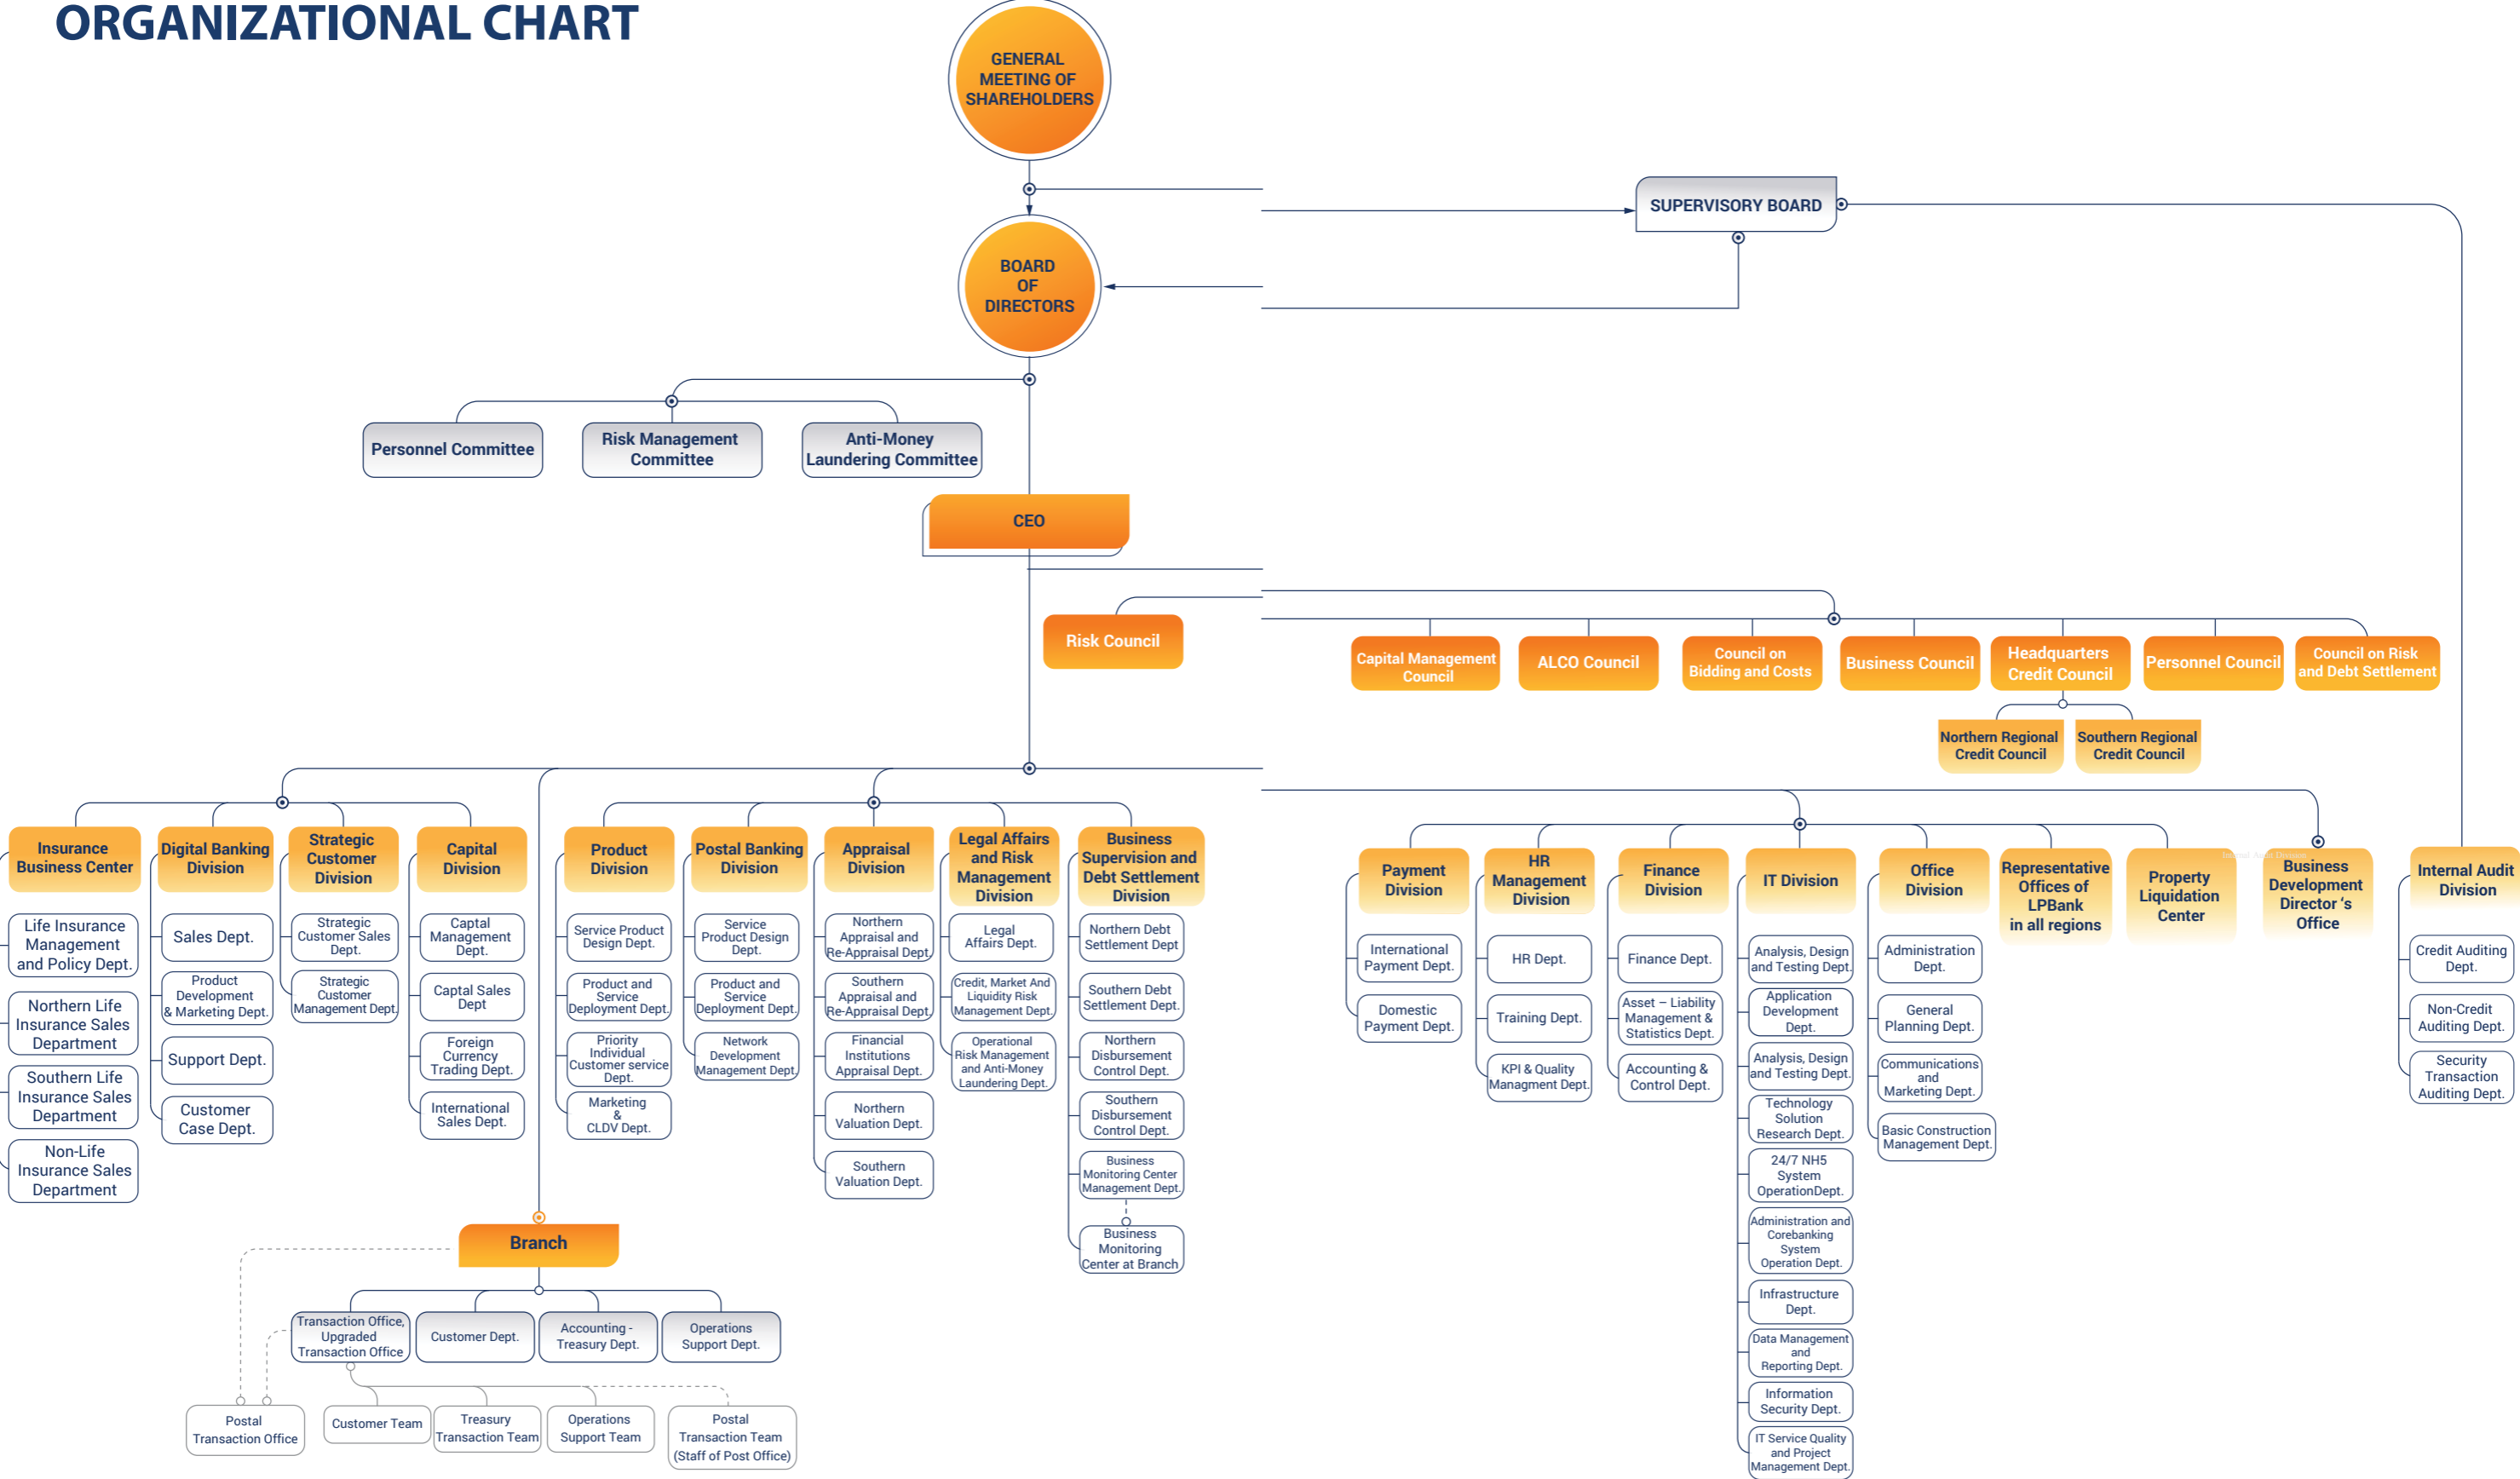 ORGANIZATIONAL CHART
GENERAL
MEETING OF
SHAREHOLDERS
SUPERVISORY BOARD
BOARD
OF
DIRECTORS
Personnel Committee
Risk Management
Committee
Anti-Money
Laundering Committee
CEO
Risk Council
Capital Management
Council
ALCO Council
Council on
Bidding and Costs
Business Council
Headquarters
Credit Council
Personnel Council
Council on Risk
and Debt Settlement
Northern Regional
Credit Council
Southern Regional
Credit Council
Insurance
Business Center
Life Insurance
Management
and Policy Dept.
Northern Life
Insurance Sales
Department
Southern Life
Insurance Sales
Department
Non-Life
Insurance Sales
Department
Digital Banking
Division
Sales Dept.
Product
Development
& Marketing Dept.
Support Dept.
Customer
Case Dept.
Strategic
Customer
Division
Strategic
Customer Sales
Dept.
Strategic
Customer
Management Dept.
Capital
Division
Captal
Management
Dept.
Captal Sales
Dept
Foreign
Currency
Trading Dept.
International
Sales Dept.
Product
Division
Service Product
Design Dept.
Product and
Service
Deployment Dept.
Priority
Individual
Customer service
Dept.
Marketing
&
CLDV Dept.
Postal Banking
Division
Service
Product Design
Dept.
Product and
Service
Deployment Dept.
Network
Development
Management Dept.
Appraisal
Division
Northern
Appraisal and
Re-Appraisal Dept.
Southern
Appraisal and
Re-Appraisal Dept.
Financial
Institutions
Appraisal Dept.
Northern
Valuation Dept.
Southern
Valuation Dept.
Legal Affairs
and Risk
Management
Division
Legal
Affairs Dept.
Credit, Market And
Liquidity Risk
Management Dept.
Operational
Risk Management
and Anti-Money
Laundering Dept.
Business
Supervision and
Debt Settlement
Division
Northern Debt
Settlement Dept
Southern Debt
Settlement Dept.
Northern
Disbursement
Control Dept.
Southern
Disbursement
Control Dept.
Business
Monitoring Center
Management Dept.
Business
Monitoring
Center at Branch
Payment
Division
International
Payment Dept.
Domestic
Payment Dept.
HR
Management
Division
HR Dept.
Training Dept.
KPI & Quality
Managment Dept.
Finance
Division
Finance Dept.
Asset – Liability
Management &
Statistics Dept.
Accounting &
Control Dept.
IT Division
Analysis, Design
and Testing Dept.
Application
Development
Dept.
Analysis, Design
and Testing Dept.
Technology
Solution
Research Dept.
24/7 NH5
System
OperationDept.
Administration and
Corebanking
System
Operation Dept.
Infrastructure
Dept.
Data Management
and
Reporting Dept.
Information
Security Dept.
IT Service Quality
and Project
Management Dept.
Office
Division
Administration
Dept.
General
Planning Dept.
Communications
and
Marketing Dept.
Basic Construction
Management Dept.
Representative
Offices of
LPBank
in all regions
Property
Liquidation
Center
Business
Development
Director ‘s
Office
Internal Audit
Division
Credit Auditing
Dept.
Non-Credit
Auditing Dept.
Security
Transaction
Auditing Dept.
Branch
Transaction Office,
Upgraded
Transaction Office
Customer Dept.
Accounting -
Treasury Dept.
Operations
Support Dept.
Postal
Transaction Office
Customer Team
Treasury
Transaction Team
Operations
Support Team
Postal
Transaction Team
(Staff of Post Office)